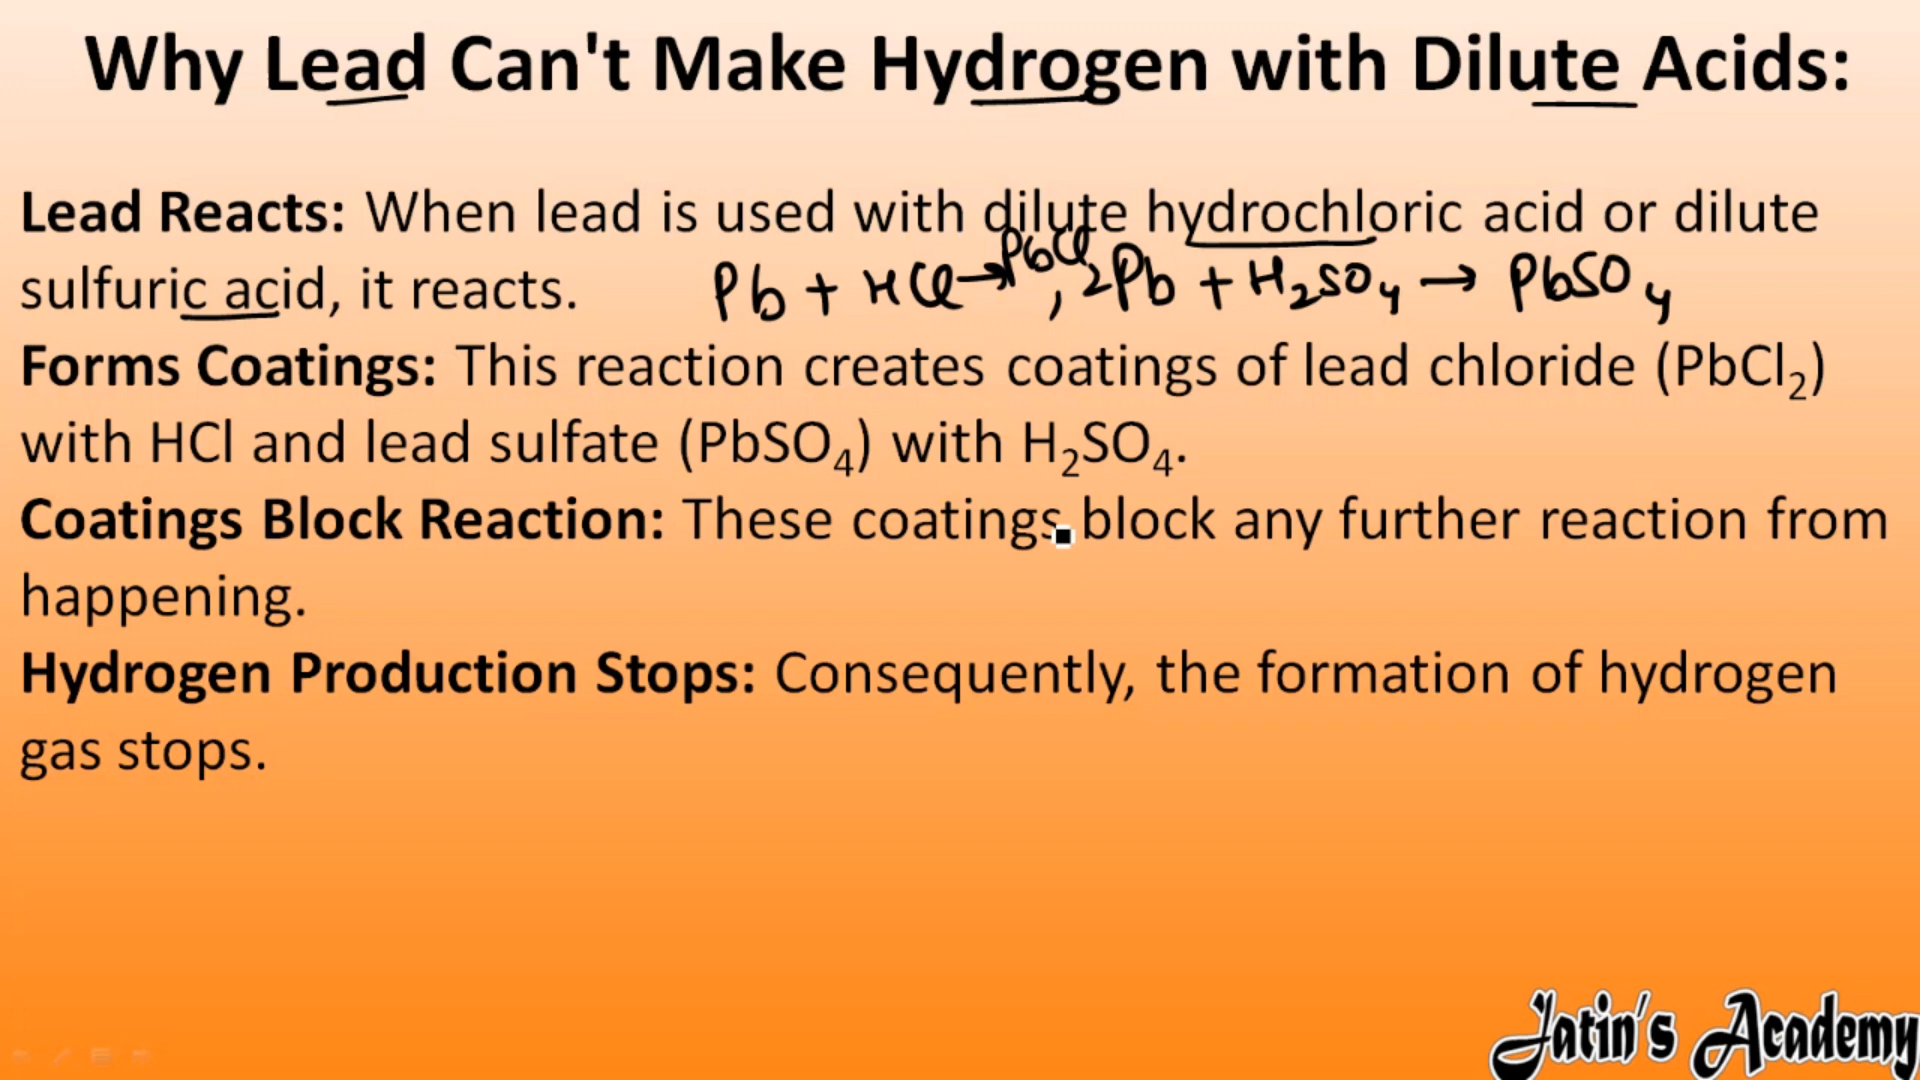 Why Lead Can't Make Hydrogen with Dilute Acids:
Lead Reacts: When lead is used with dilute hydrochloric acid or dilute
sulfuric acid, it reacts. Pb + HCl → PbCl2, Pb + H2SO4 → PbSO4
Forms Coatings: This reaction creates coatings of lead chloride (PbCl₂)
with HCl and lead sulfate (PbSO₄) with H₂SO₄.
Coatings Block Reaction: These coatings block any further reaction from
happening.
Hydrogen Production Stops: Consequently, the formation of hydrogen
gas stops.
Jatin's Academy